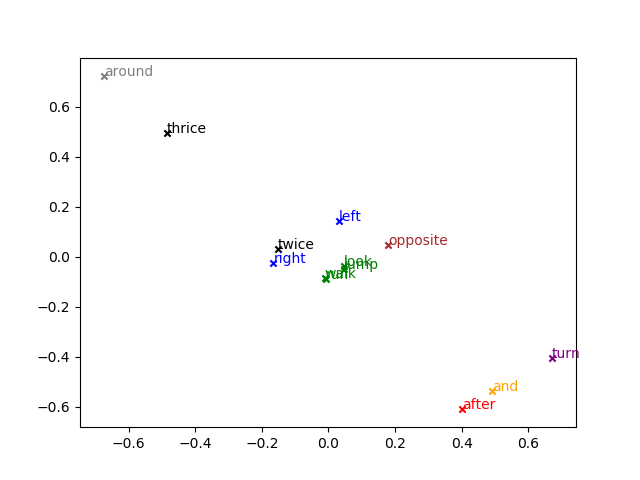 around
0.6
thrice
0.4
0.2
left
opposite
twice
0.0
right
look
jump
walk
run
−0.2
turn
−0.4
and
after
−0.6
−0.6 −0.4 −0.2 0.0 0.2 0.4 0.6